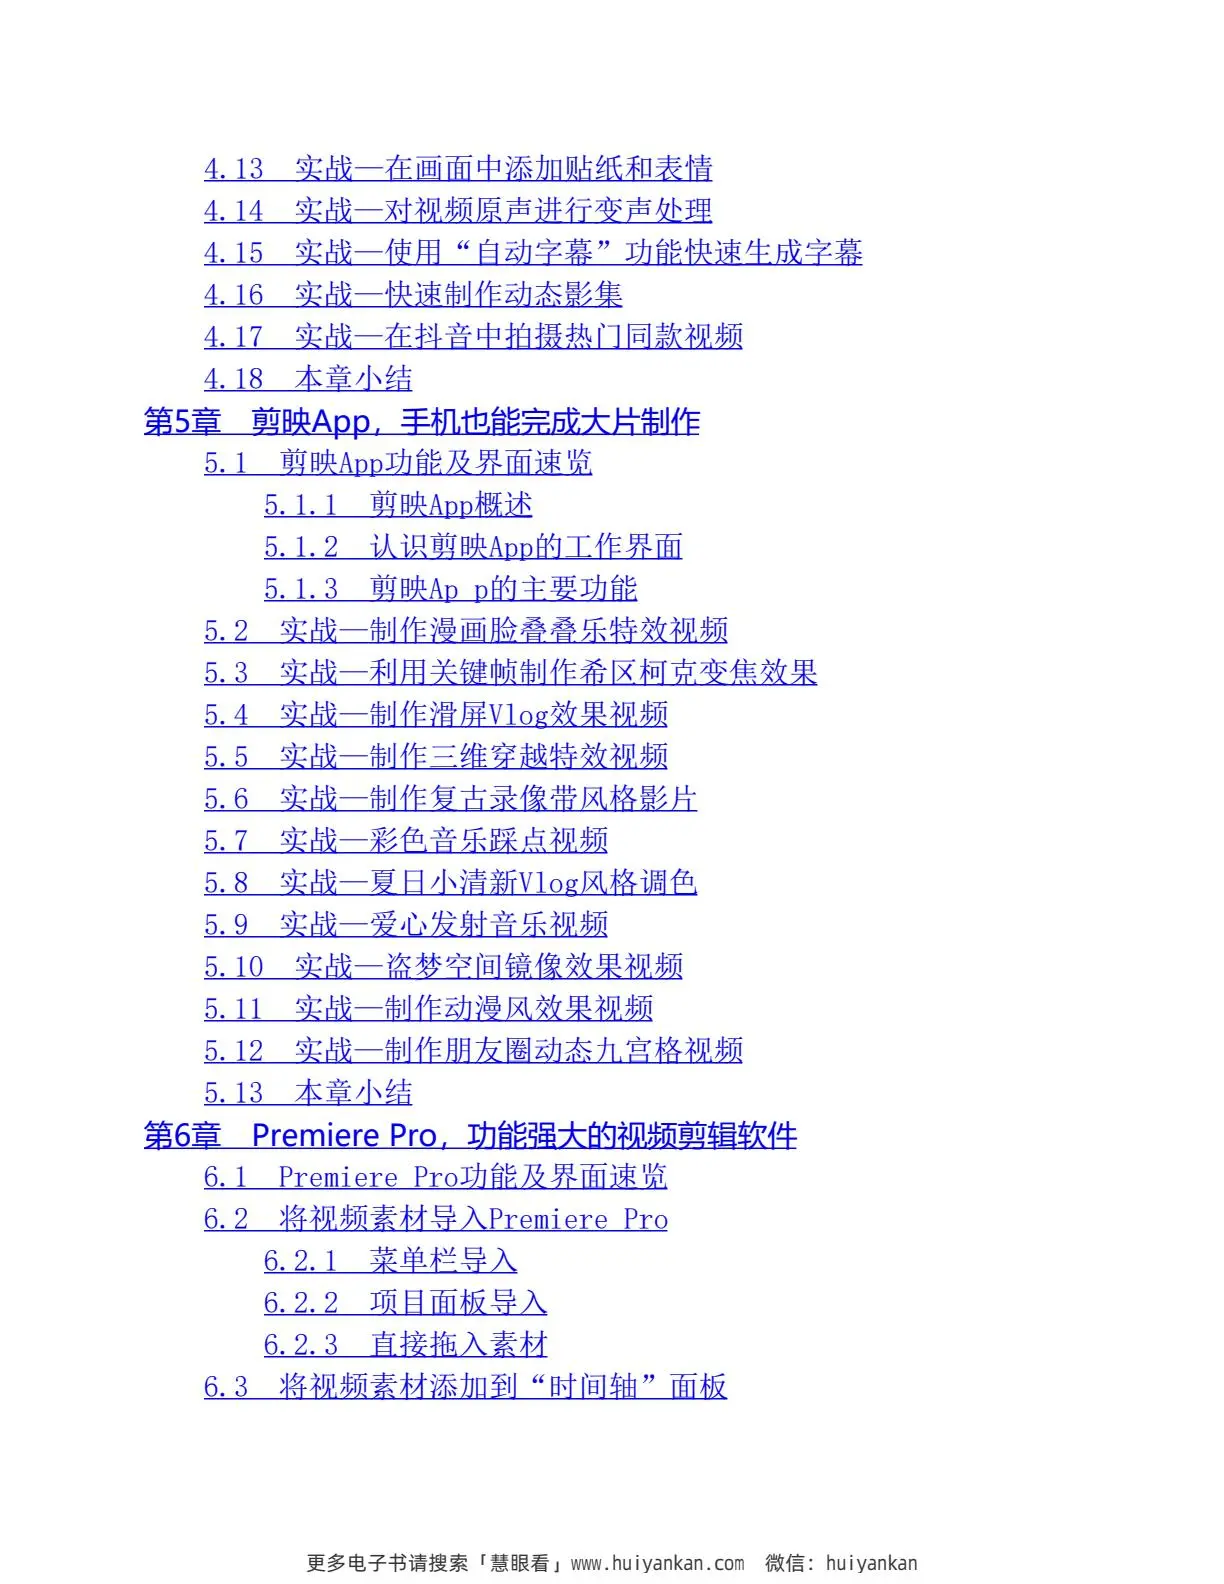 4.13 实战—在画面中添加贴纸和表情
4.14 实战—对视频原声进行变声处理
4.15 实战—使用“自动字幕”功能快速生成字幕
4.16 实战—快速制作动态影集
4.17 实战—在抖音中拍摄热门同款视频
4.18 本章小结
第5章 剪映App，手机也能完成大片制作
5.1 剪映App功能及界面速览
5.1.1 剪映App概述
5.1.2 认识剪映App的工作界面
5.1.3 剪映Ap p的主要功能
5.2 实战—制作漫画脸叠叠乐特效视频
5.3 实战—利用关键帧制作希区柯克变焦效果
5.4 实战—制作滑屏Vlog效果视频
5.5 实战—制作三维穿越特效视频
5.6 实战—制作复古录像带风格影片
5.7 实战—彩色音乐踩点视频
5.8 实战—夏日小清新Vlog风格调色
5.9 实战—爱心发射音乐视频
5.10 实战—盗梦空间镜像效果视频
5.11 实战—制作动漫风效果视频
5.12 实战—制作朋友圈动态九宫格视频
5.13 本章小结
第6章 Premiere Pro，功能强大的视频剪辑软件
6.1 Premiere Pro功能及界面速览
6.2 将视频素材导入Premiere Pro
6.2.1 菜单栏导入
6.2.2 项目面板导入
6.2.3 直接拖入素材
6.3 将视频素材添加到“时间轴”面板
更多电子书请搜索「慧眼看」www.huiyankan.com 微信：huiyankan